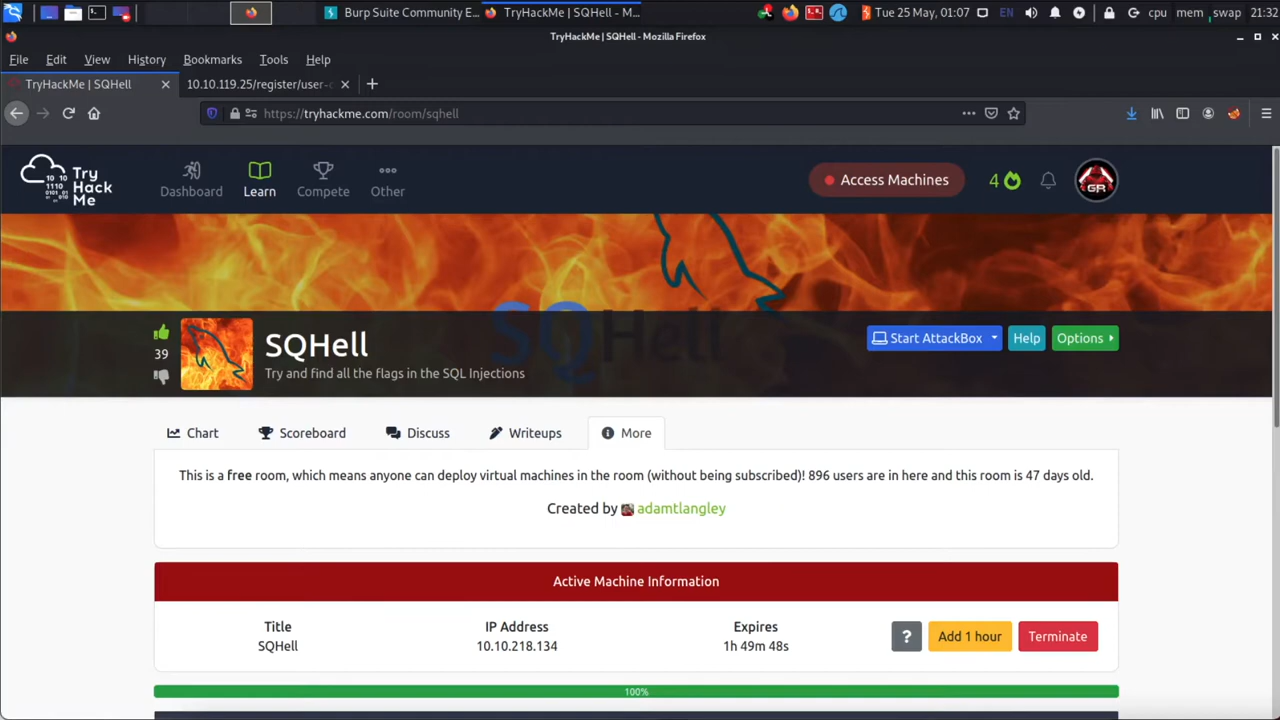 Burp Suite Community E...
TryHackMe | SQHell - M...
Tue 25 May, 01:07
EN
cpu
mem
swap
21:32
TryHackMe | SQHell - Mozilla Firefox
File Edit View History Bookmarks Tools Help
TryHackMe | SQHell
10.10.119.25/register/user-c
https://tryhackme.com/room/sqhell
Try
Hack
Me
Dashboard
Learn
Compete
Other
Access Machines
4
GR
SQHell
39
SQHell
Try and find all the flags in the SQL Injections
Start AttackBox
Help
Options
Chart
Scoreboard
Discuss
Writeups
More
This is a free room, which means anyone can deploy virtual machines in the room (without being subscribed)! 896 users are in here and this room is 47 days old.
Created by adamtlangley
Active Machine Information
Title
IP Address
Expires
SQHell
10.10.218.134
1h 49m 48s
?
Add 1 hour
Terminate
100%